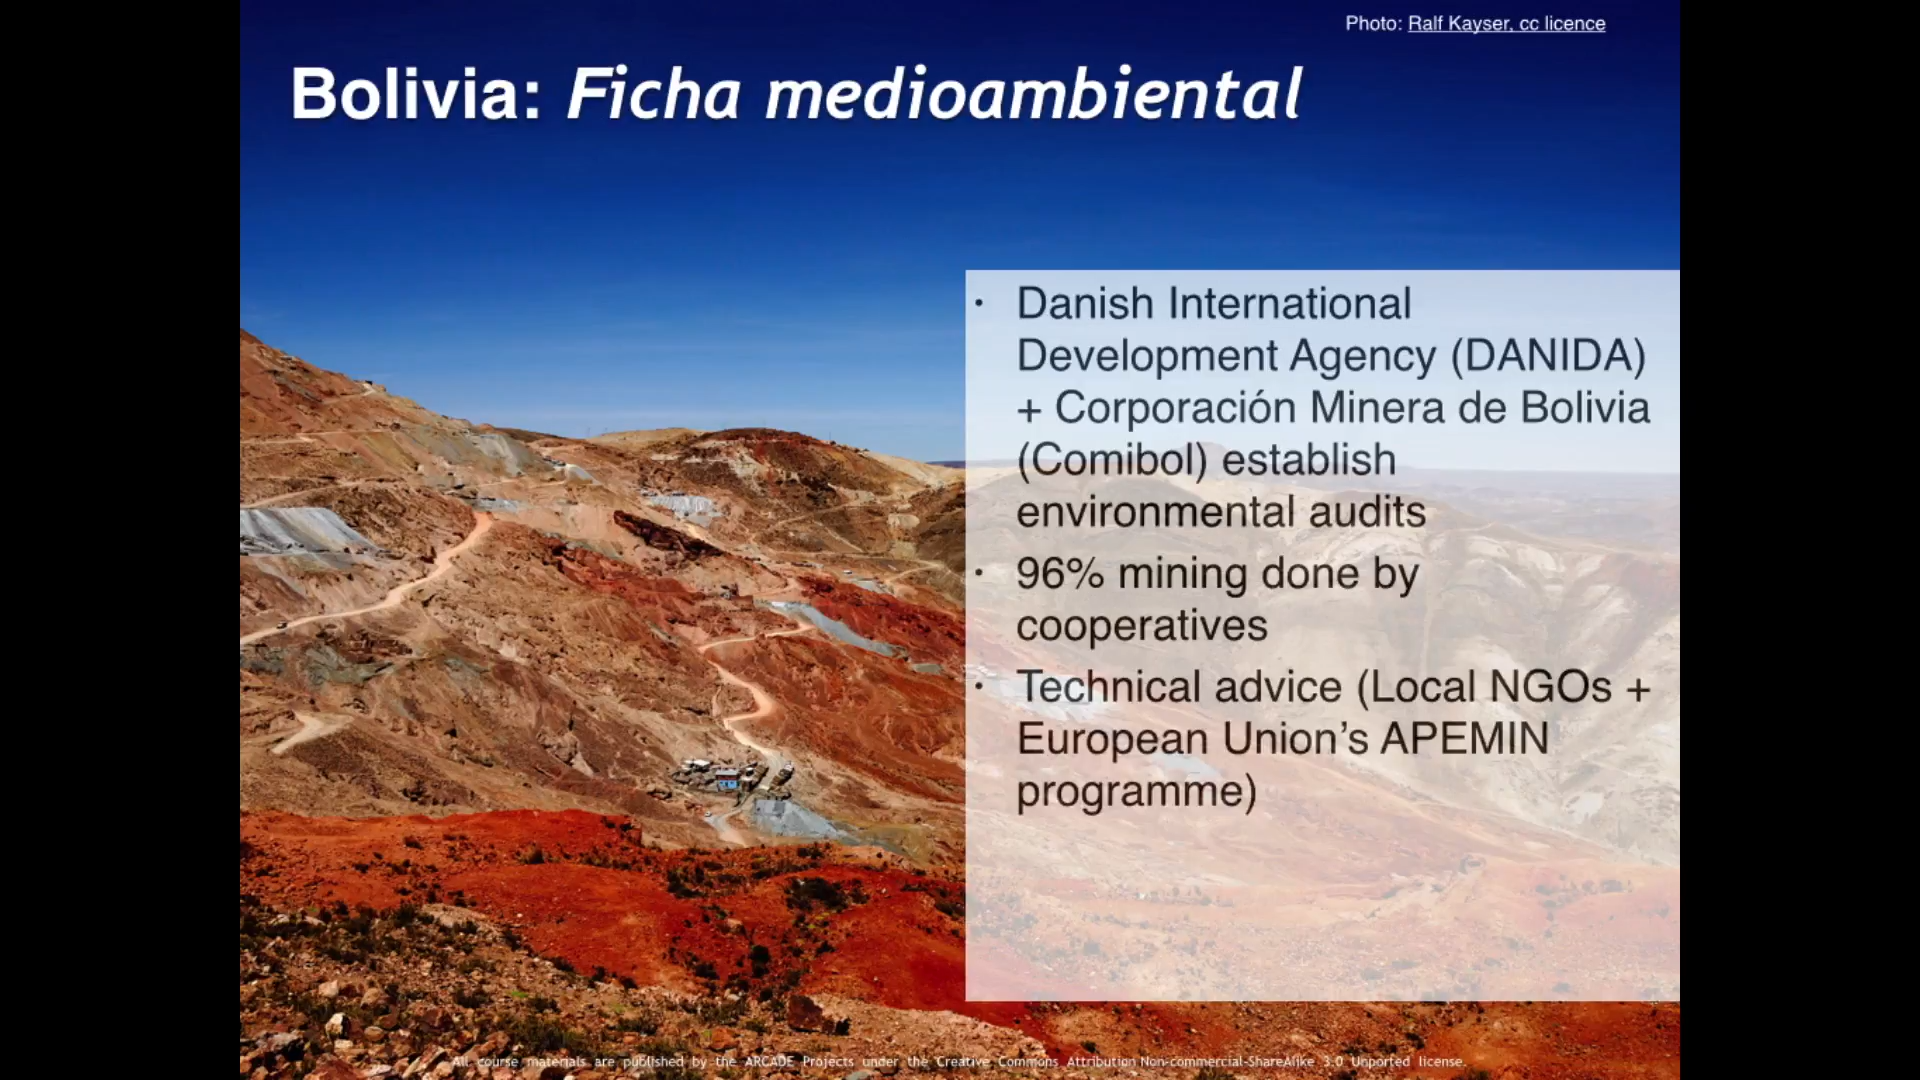 Photo: Ralf Kayser, cc licence
Bolivia: Ficha medioambiental
• Danish International
Development Agency (DANIDA)
+ Corporación Minera de Bolivia
(Comibol) establish
environmental audits
• 96% mining done by
cooperatives
• Technical advice (Local NGOs +
European Union’s APEMIN
programme)
All course materials are published by the ARCADE Projects under the Creative Commons Attribution Non-commercial-ShareAlike 3.0 Unported license.